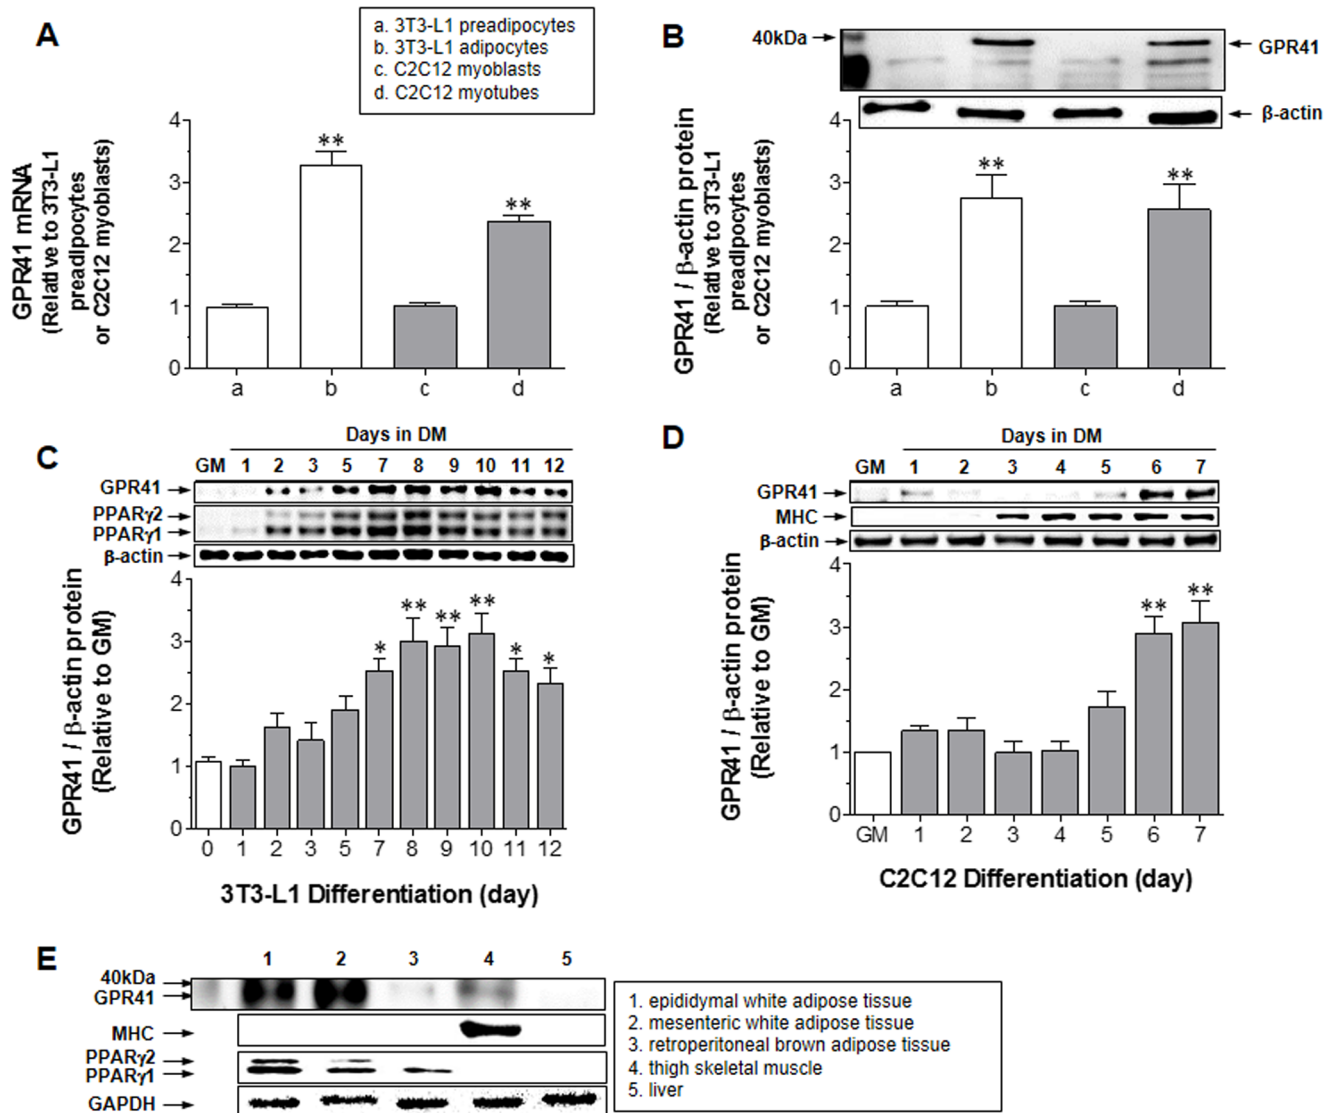 A
a. 3T3-L1 preadipocytes
b. 3T3-L1 adipocytes
c. C2C12 myoblasts
d. C2C12 myotubes
GPR41 mRNA
(Relative to 3T3-L1
preadipocytes
or C2C12 myoblasts)
4
3
2
1
0
**
**
a b c d
B
40kDa
GPR41
β-actin
GPR41 / β-actin protein
(Relative to 3T3-L1
preadipocytes
or C2C12 myoblasts)
4
3
2
1
0
**
**
a b c d
C
Days in DM
GM 1 2 3 5 7 8 9 10 11 12
GPR41
PPARγ2
PPARγ1
β-actin
GPR41 / β-actin protein
(Relative to GM)
4
3
2
1
0
* ** ** ** * *
0 1 2 3 5 7 8 9 10 11 12
3T3-L1 Differentiation (day)
D
Days in DM
GM 1 2 3 4 5 6 7
GPR41
MHC
β-actin
GPR41 / β-actin protein
(Relative to GM)
4
3
2
1
0
** **
GM 1 2 3 4 5 6 7
C2C12 Differentiation (day)
E
1 2 3 4 5
40kDa
GPR41
MHC
PPARγ2
PPARγ1
GAPDH
1. epididymal white adipose tissue
2. mesenteric white adipose tissue
3. retroperitoneal brown adipose tissue
4. thigh skeletal muscle
5. liver